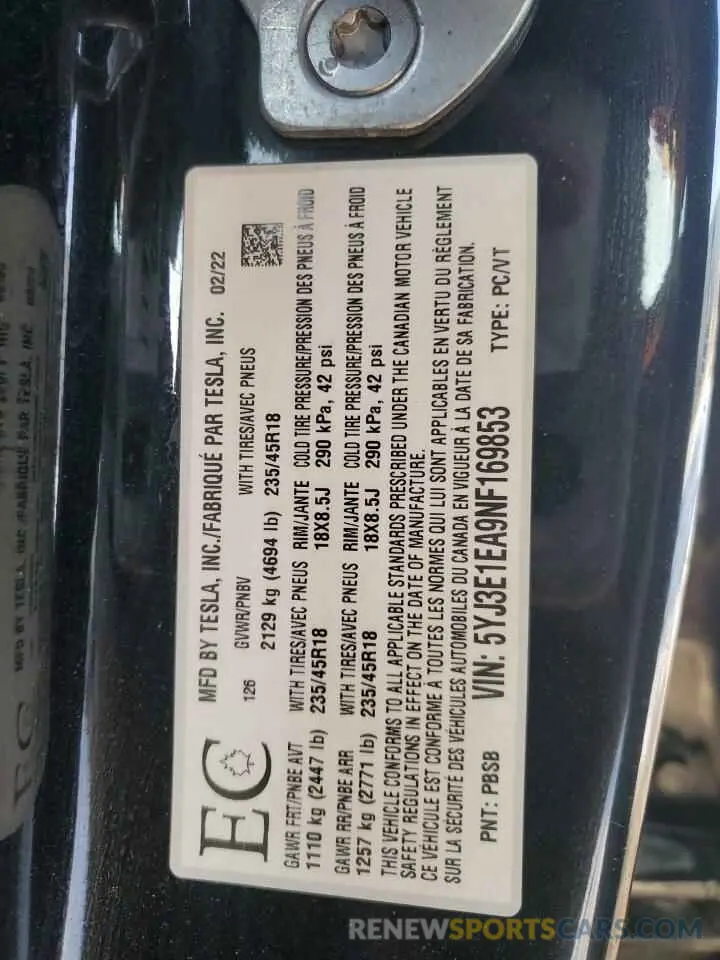 EC
MFD BY TESLA, INC./FABRIQUÉ PAR TESLA, INC. 02/22
126 GVWR/PNBV WITH TIRES/AVEC PNEUS
2129 kg (4694 lb) 235/45R18
GAWR FRT/PNBE AVT WITH TIRES/AVEC PNEUS RIM/JANTE COLD TIRE PRESSURE/PRESSION DES PNEUS À FROID
1110 kg (2447 lb) 235/45R18 18X8.5J 290 kPa, 42 psi
GAWR RR/PNBE ARR WITH TIRES/AVEC PNEUS RIM/JANTE COLD TIRE PRESSURE/PRESSION DES PNEUS À FROID
1257 kg (2771 lb) 235/45R18 18X8.5J 290 kPa, 42 psi
THIS VEHICLE CONFORMS TO ALL APPLICABLE STANDARDS PRESCRIBED UNDER THE CANADIAN MOTOR VEHICLE
SAFETY REGULATIONS IN EFFECT ON THE DATE OF MANUFACTURE.
CE VÉHICULE EST CONFORME À TOUTES LES NORMES QUI LUI SONT APPLICABLES EN VERTU DU RÈGLEMENT
SUR LA SÉCURITÉ DES VÉHICULES AUTOMOBILES DU CANADA EN VIGUEUR À LA DATE DE SA FABRICATION.
PNT: PBSB VIN: 5YJ3E1EA9NF169853 TYPE: PC/VT
RENEWSPORTSCARS.COM